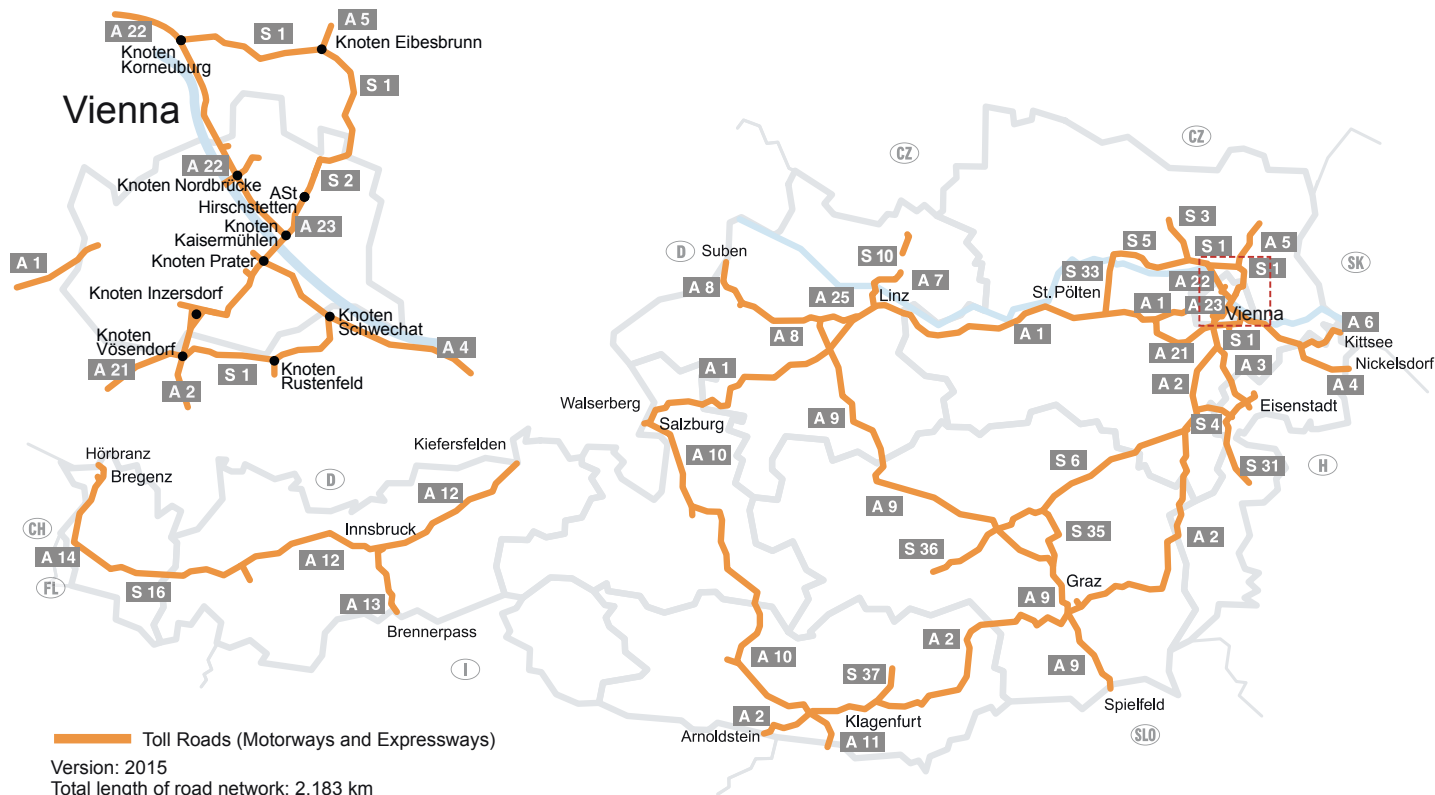 A 22
Knoten
Korneuburg
S 1
A 5
Knoten Eibesbrunn
S 1
Vienna
A 22
Knoten Nordbrücke
S 2
ASt
Hirschstetten
Knoten
Kaisermühlen
A 23
Knoten Prater
A 1
Knoten Inzersdorf
Knoten
Vösendorf
Knoten
Schwechat
A 4
A 21
A 2
S 1
Knoten
Rustenfeld
Hörbranz
Bregenz
D
Kiefersfelden
A 12
CH
Innsbruck
A 14
A 12
FL
S 16
A 13
Brennerpass
I
CZ
CZ
D
Suben
S 10
S 3
S 5
S 1
A 5
S 1
SK
A 8
A 25
Linz
A 7
S 33
St. Pölten
A 22
A 1
A 23
Vienna
A 8
A 1
A 21
S 1
A 6
Kittsee
Nickelsdorf
A 4
A 3
A 2
A 1
Walserberg
Salzburg
A 10
A 9
Eisenstadt
S 4
S 6
S 31
H
A 9
S 36
S 35
A 2
Graz
A 9
A 2
A 10
S 37
A 9
Spielfeld
A 2
Arnoldstein
Klagenfurt
A 11
SLO
Toll Roads (Motorways and Expressways)
Version: 2015
Total length of road network: 2.183 km